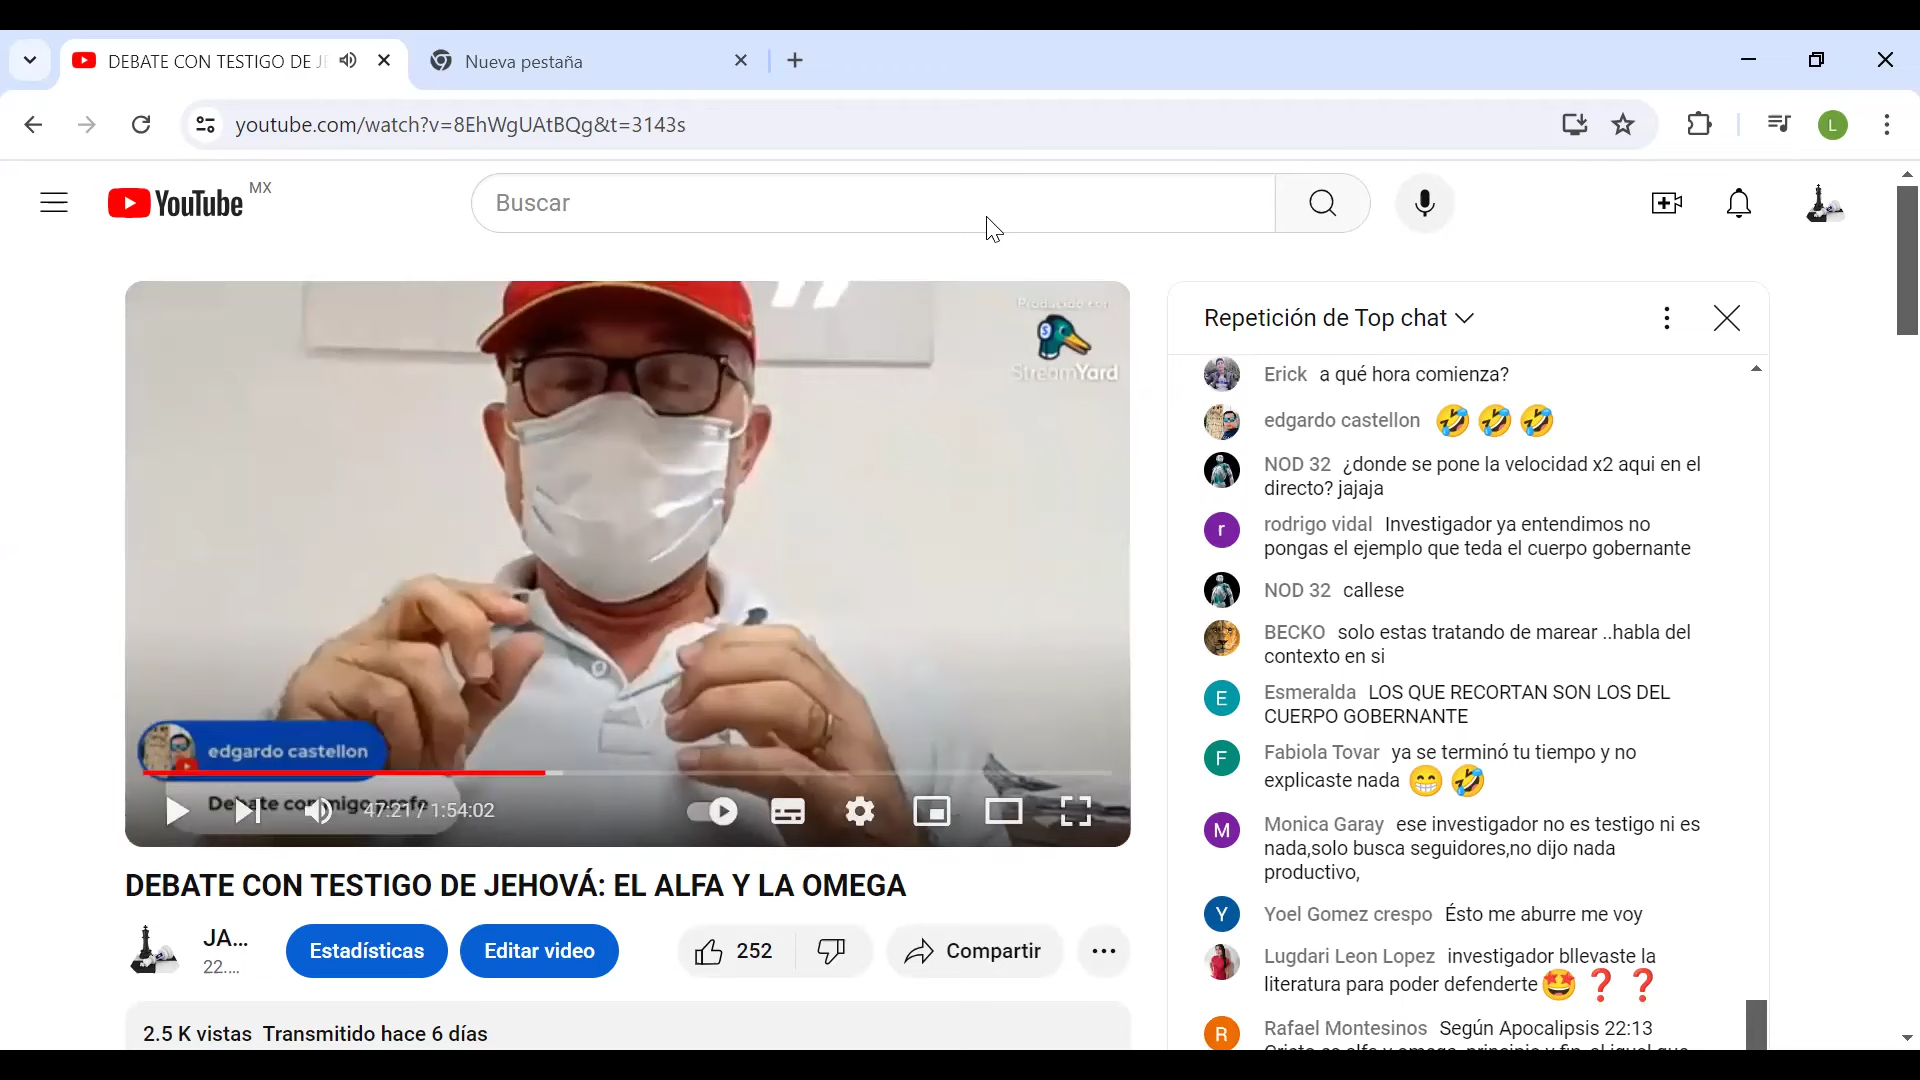 DEBATE CON TESTIGO DE JE
Nueva pestaña
youtube.com/watch?v=8EhWgUAtBQg&t=3143s
L
YouTube MX
Buscar
Producido con
StreamYard
edgardo castellon
Debate conmigo profe
47:21 / 1:54:02
DEBATE CON TESTIGO DE JEHOVÁ: EL ALFA Y LA OMEGA
JA...
22....
Estadísticas
Editar video
252
Compartir
2.5 K vistas Transmitido hace 6 días
Repetición de Top chat
Erick a qué hora comienza?
edgardo castellon 🤣 🤣 🤣
NOD 32 ¿donde se pone la velocidad x2 aqui en el
directo? jajaja
r
rodrigo vidal Investigador ya entendimos no
pongas el ejemplo que teda el cuerpo gobernante
NOD 32 callese
BECKO solo estas tratando de marear ..habla del
contexto en si
E
Esmeralda LOS QUE RECORTAN SON LOS DEL
CUERPO GOBERNANTE
F
Fabiola Tovar ya se terminó tu tiempo y no
explicaste nada 😁 🤣
M
Monica Garay ese investigador no es testigo ni es
nada,solo busca seguidores,no dijo nada
productivo,
Y
Yoel Gomez crespo Ésto me aburre me voy
Lugdari Leon Lopez investigador bllevaste la
literatura para poder defenderte 🤩 ❓ ❓
R
Rafael Montesinos Según Apocalipsis 22:13